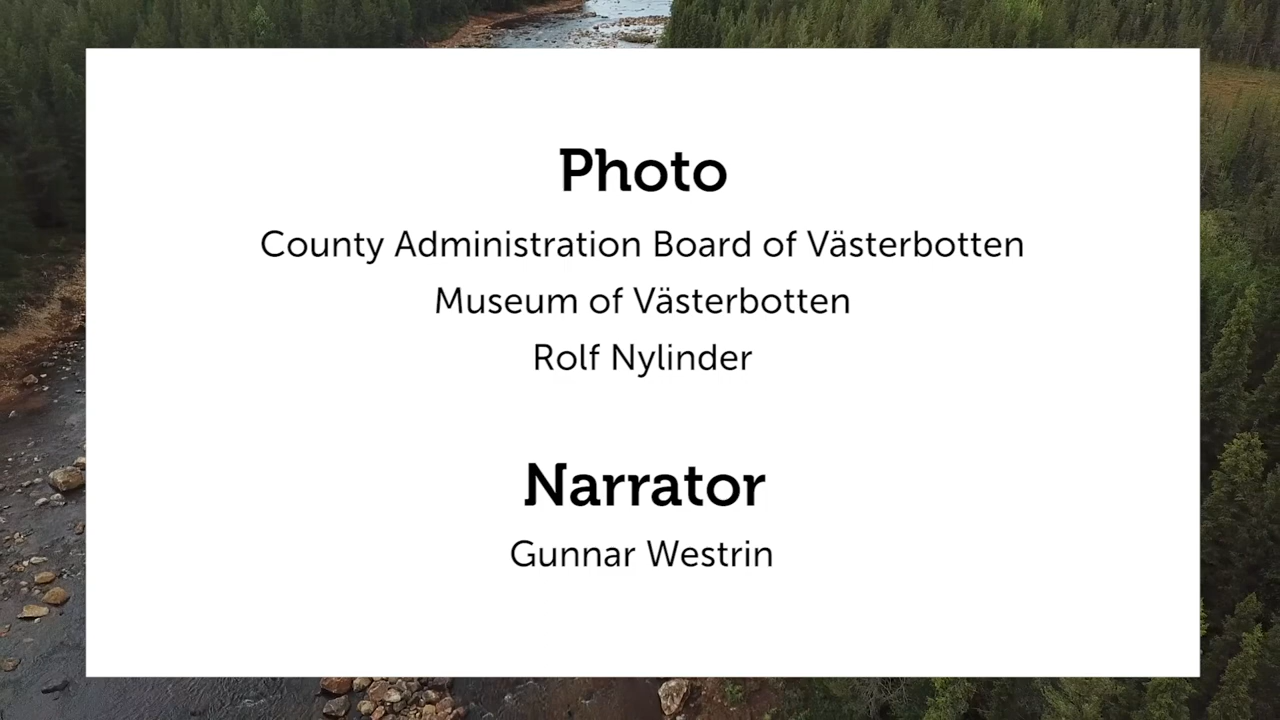 Photo
County Administration Board of Västerbotten
Museum of Västerbotten
Rolf Nylinder
Narrator
Gunnar Westrin